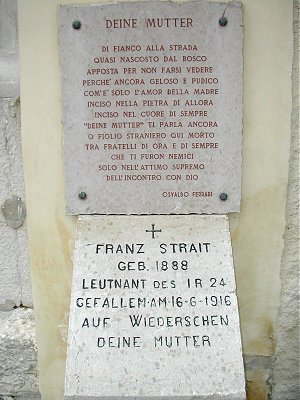 DEINE MUTTER
DI FIANCO ALLA STRADA
QUASI NASCOSTO DAL BOSCO
APPOSTA PER NON FARSI VEDERE
PERCHÈ ANCORA GELOSO E PUDICO
COM'È SOLO L'AMOR DELLA MADRE
INCISO NELLA PIETRA DI ALLORA
INCISO NEL CUORE DI SEMPRE
"DEINE MUTTER" TI PARLA ANCORA
O FIGLIO STRANIERO QUI MORTO
TRA FRATELLI DI ORA E DI SEMPRE
CHE TI FURON NEMICI
SOLO NELL'ATTIMO SUPREMO
DELL'INCONTRO CON DIO
OSVALDO FERRARI
FRANZ STRAIT
GEB. 1888
LEUTNANT DES I R 24
GEFALLEM·AM·16-6-1916
AUF WIEDERSCHEN
DEINE MUTTER